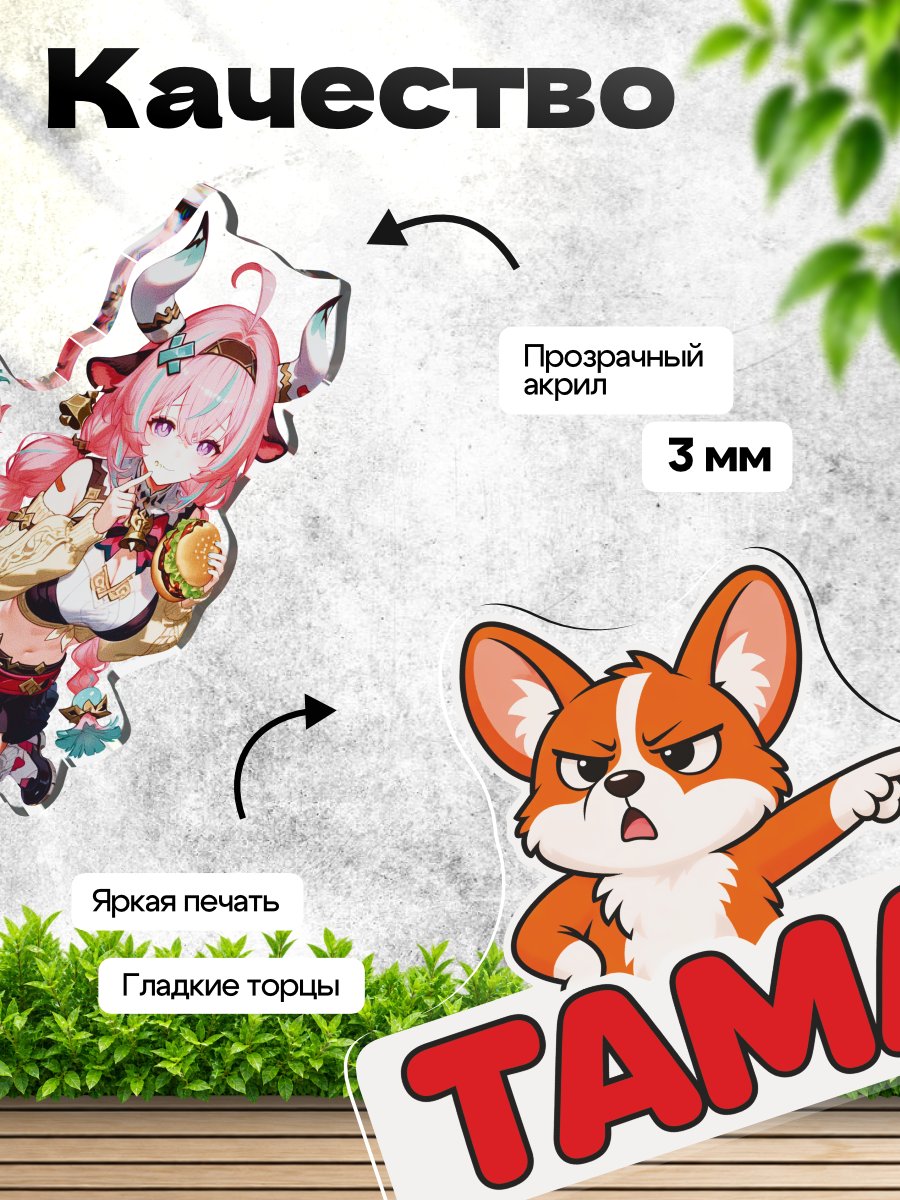 Качество
Прозрачный
акрил
3 мм
Яркая печать
Гладкие торцы